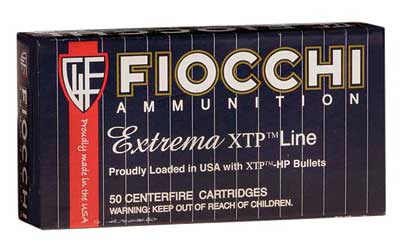 GFL
FIOCCHI
AMMUNITION
Extrema XTP™ Line
Proudly Loaded in USA with XTP™-HP Bullets
50 CENTERFIRE CARTRIDGES
WARNING: KEEP OUT OF REACH OF CHILDREN.
Proudly made in the USA